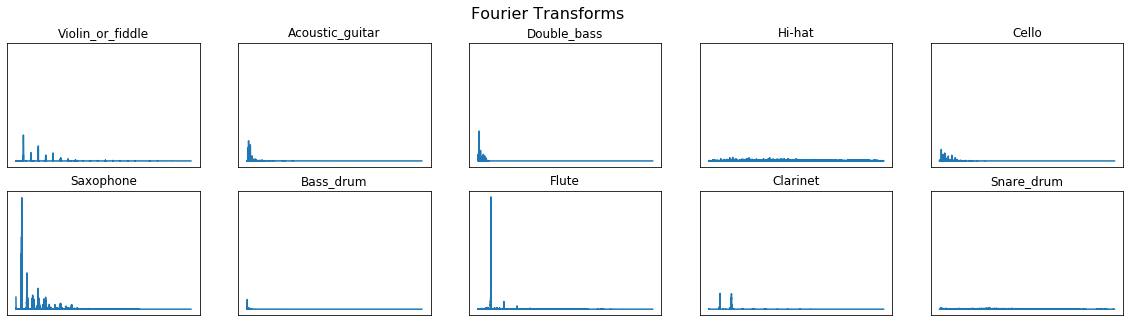 Fourier Transforms
Violin_or_fiddle
Acoustic_guitar
Double_bass
Hi-hat
Cello
Saxophone
Bass_drum
Flute
Clarinet
Snare_drum